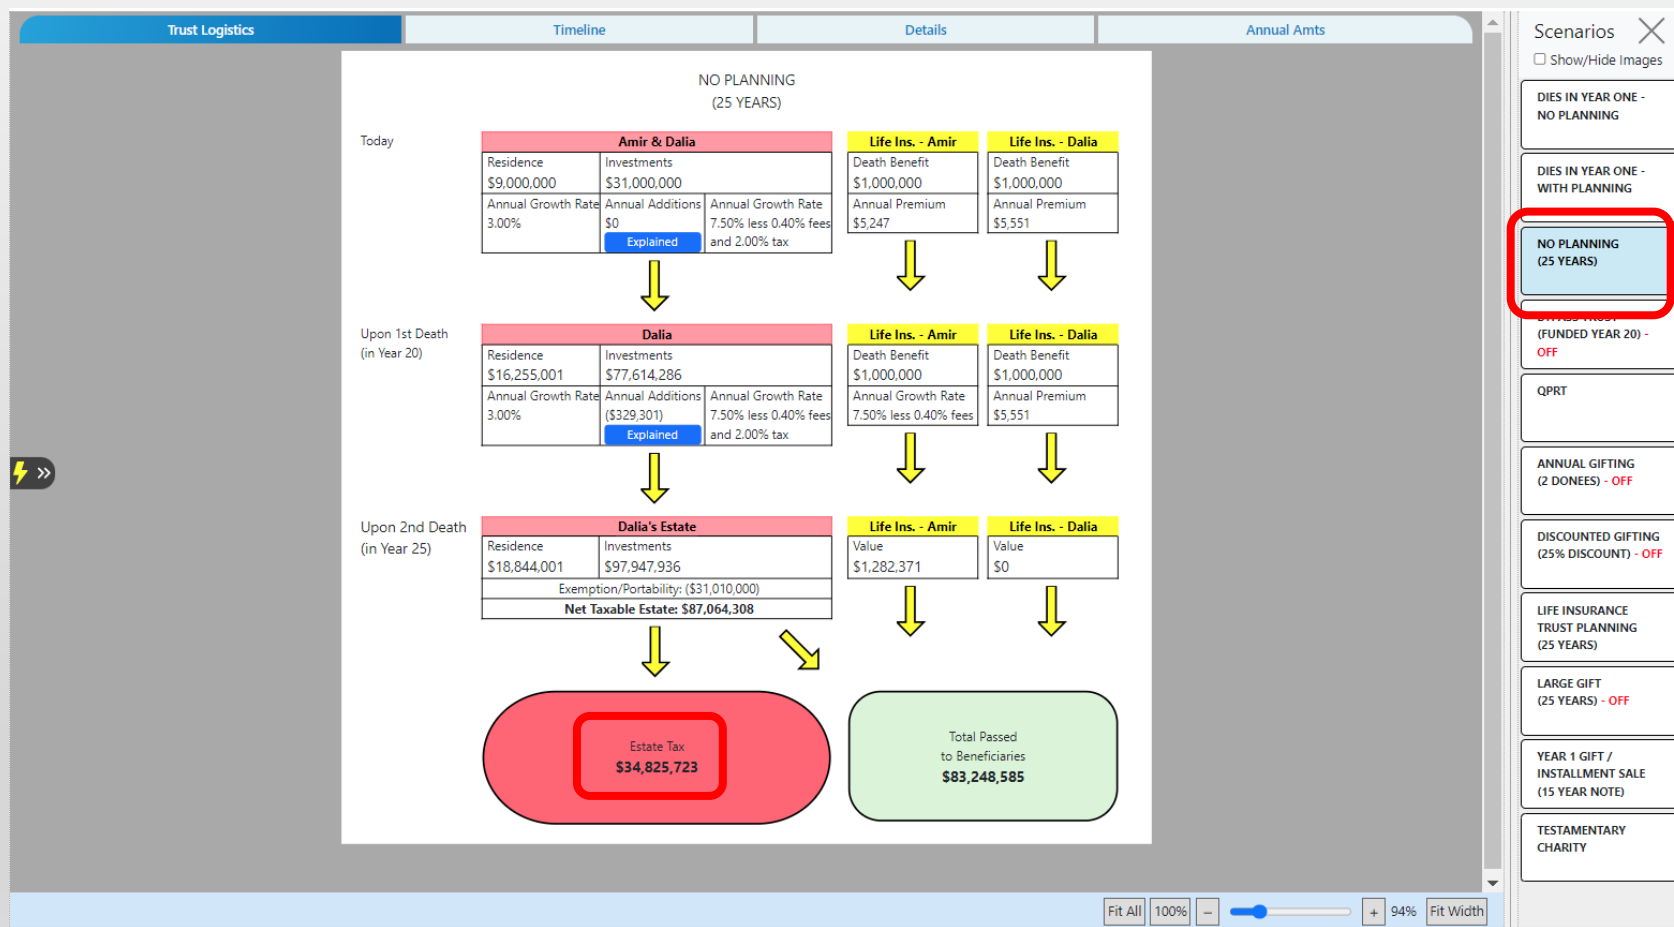 Trust Logistics
Timeline
Details
Annual Amts
NO PLANNING
(25 YEARS)
Today
Amir & Dalia
Residence
$9,000,000
Investments
$31,000,000
Annual Growth Rate
3.00%
Annual Additions
$0
Explained
Annual Growth Rate
7.50% less 0.40% fees
and 2.00% tax
Life Ins. - Amir
Death Benefit
$1,000,000
Annual Premium
$5,247
Life Ins. - Dalia
Death Benefit
$1,000,000
Annual Premium
$5,551
Upon 1st Death
(in Year 20)
Dalia
Residence
$16,255,001
Investments
$77,614,286
Annual Growth Rate
3.00%
Annual Additions
($329,301)
Explained
Annual Growth Rate
7.50% less 0.40% fees
and 2.00% tax
Life Ins. - Amir
Death Benefit
$1,000,000
Annual Growth Rate
7.50% less 0.40% fees
Life Ins. - Dalia
Death Benefit
$1,000,000
Annual Premium
$5,551
Upon 2nd Death
(in Year 25)
Dalia's Estate
Residence
$18,844,001
Investments
$97,947,936
Exemption/Portability: ($31,010,000)
Net Taxable Estate: $87,064,308
Life Ins. - Amir
Value
$1,282,371
Life Ins. - Dalia
Value
$0
Estate Tax
$34,825,723
Total Passed
to Beneficiaries
$83,248,585
Fit All
100%
−
+
94%
Fit Width
Scenarios
Show/Hide Images
DIES IN YEAR ONE -
NO PLANNING
DIES IN YEAR ONE -
WITH PLANNING
NO PLANNING
(25 YEARS)
(FUNDED YEAR 20) -
OFF
QPRT
ANNUAL GIFTING
(2 DONEES) - OFF
DISCOUNTED GIFTING
(25% DISCOUNT) - OFF
LIFE INSURANCE
TRUST PLANNING
(25 YEARS)
LARGE GIFT
(25 YEARS) - OFF
YEAR 1 GIFT /
INSTALLMENT SALE
(15 YEAR NOTE)
TESTAMENTARY
CHARITY